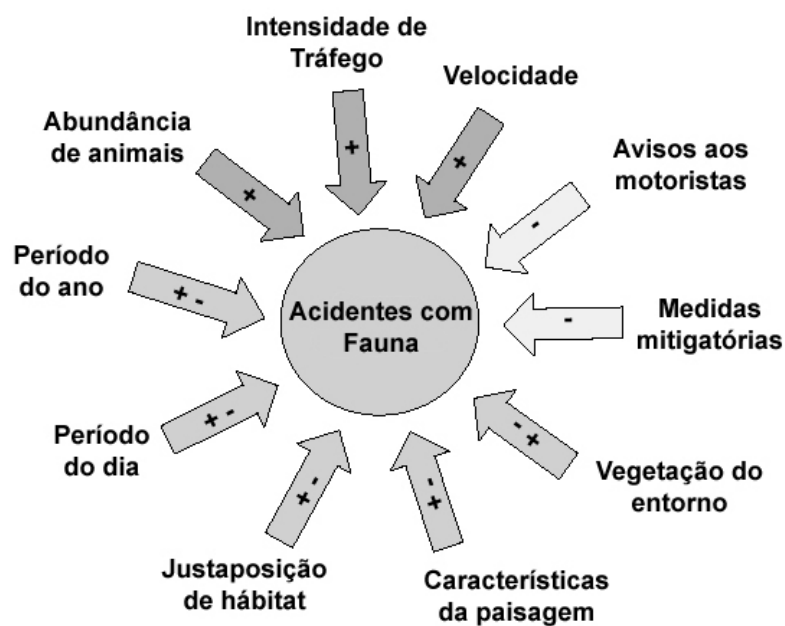 Intensidade de
Tráfego
Velocidade
Abundância
de animais
Avisos aos
motoristas
Período
do ano
Acidentes com
Fauna
Medidas
mitigatórias
Período
do dia
Vegetação do
entorno
Justaposição
de hábitat
Características
da paisagem
+
+
+
-
+ -
-
+ -
- +
+ -
- +